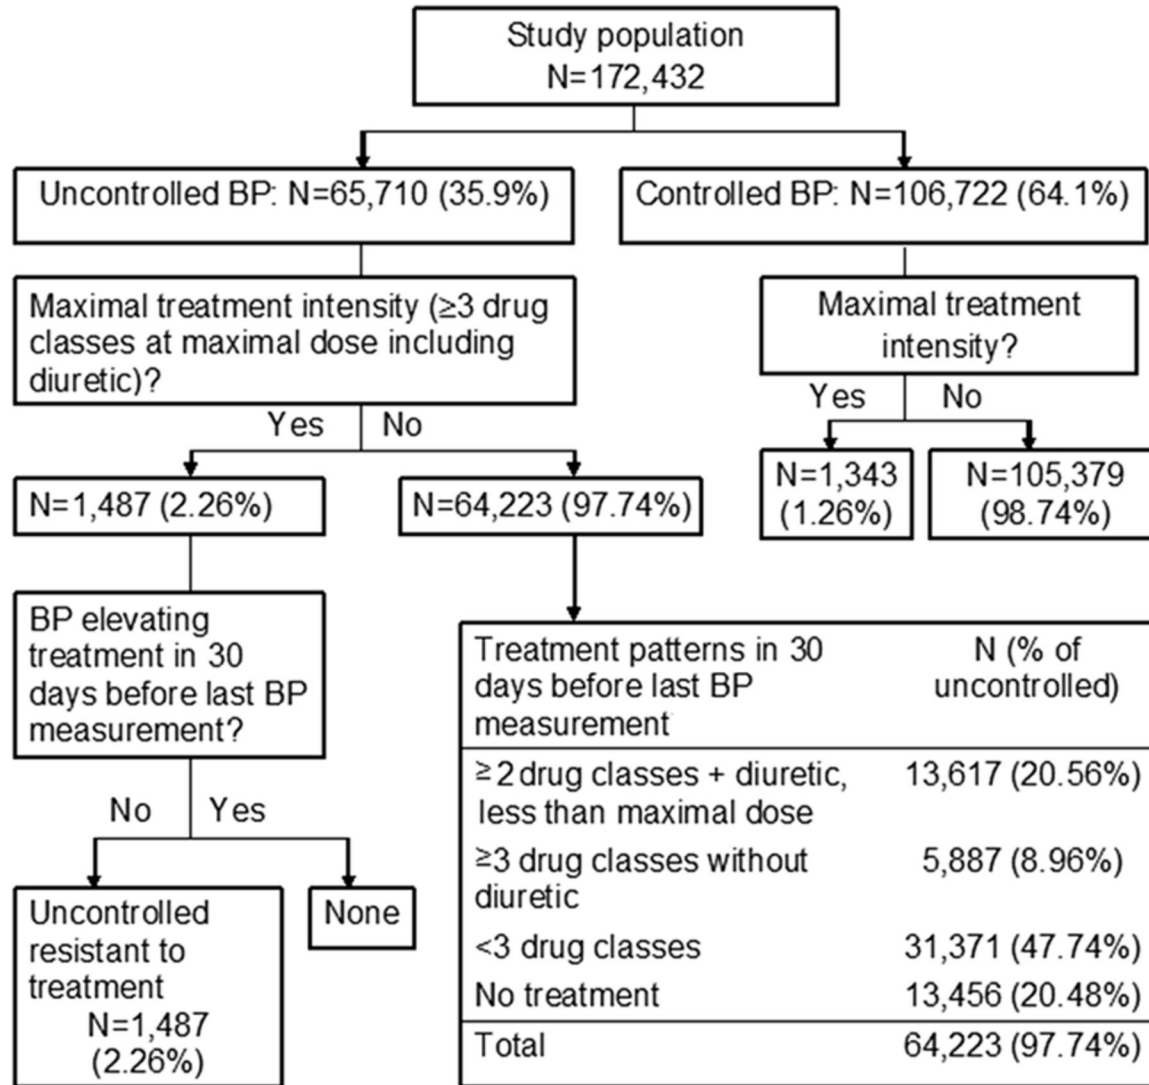 Study population
N=172,432
Uncontrolled BP: N=65,710 (35.9%)
Controlled BP: N=106,722 (64.1%)
Maximal treatment intensity (≥3 drug
classes at maximal dose including
diuretic)?
Maximal treatment
intensity?
Yes
No
Yes
No
N=1,487 (2.26%)
N=64,223 (97.74%)
N=1,343
(1.26%)
N=105,379
(98.74%)
BP elevating
treatment in 30
days before last BP
measurement?
No
Yes
Uncontrolled
resistant to
treatment
N=1,487
(2.26%)
None
Treatment patterns in 30
days before last BP
measurement
N (% of
uncontrolled)
≥2 drug classes + diuretic,
less than maximal dose
13,617 (20.56%)
≥3 drug classes without
diuretic
5,887 (8.96%)
<3 drug classes
31,371 (47.74%)
No treatment
13,456 (20.48%)
Total
64,223 (97.74%)